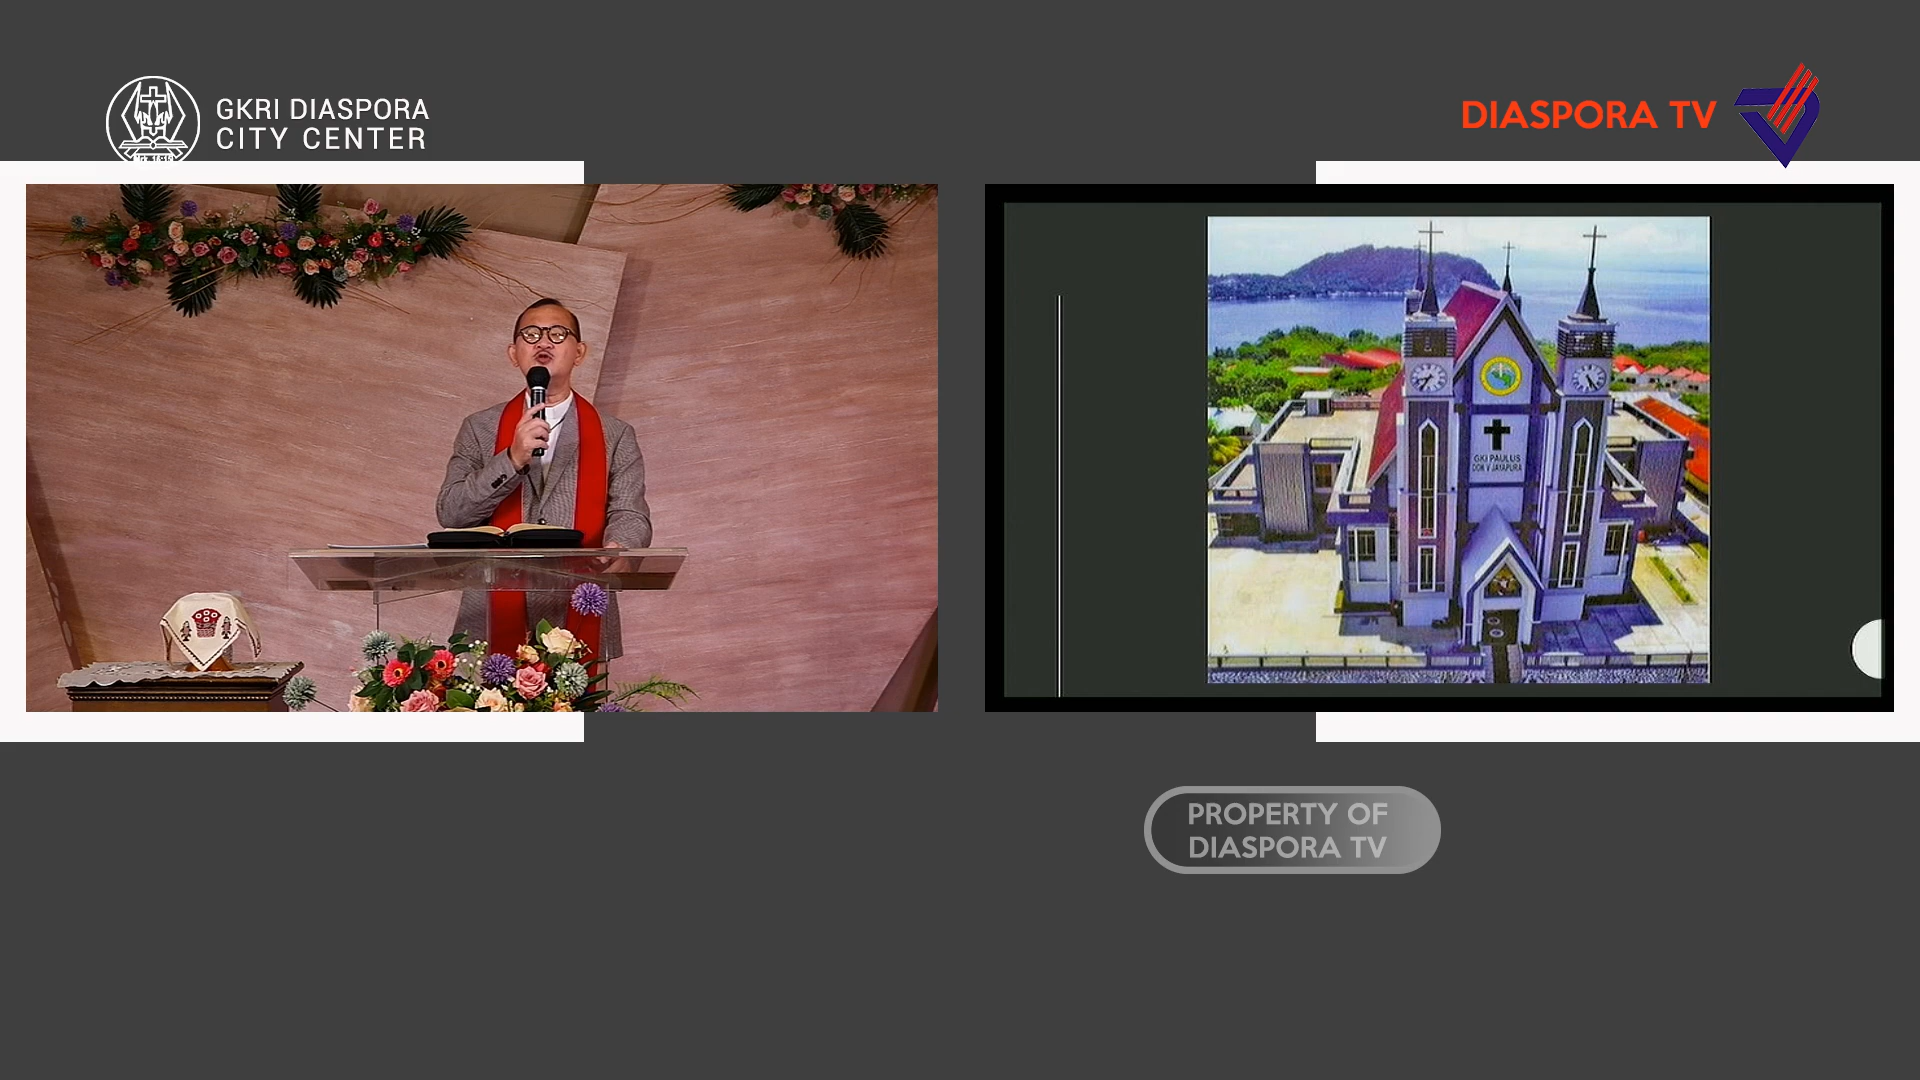 GKRI DIASPORA
CITY CENTER
DIASPORA TV
GKI PAULUS
DOK V JAYAPURA
PROPERTY OF
DIASPORA TV